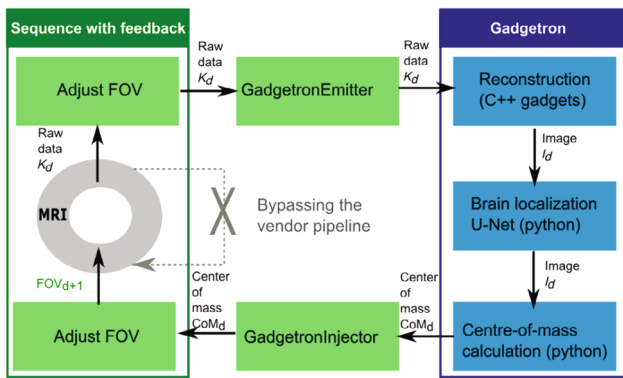 Sequence with feedback
Adjust FOV
Raw
data
Kd
GadgetronEmitter
Raw
data
Kd
Gadgetron
Reconstruction
(C++ gadgets)
Image
Id
Brain localization
U-Net (python)
Image
Id
Centre-of-mass
calculation (python)
Center
of
mass
CoMd
GadgetronInjector
Center
of
mass
CoMd
Adjust FOV
FOVd+1
MRI
Raw
data
Kd
X
Bypassing the
vendor pipeline